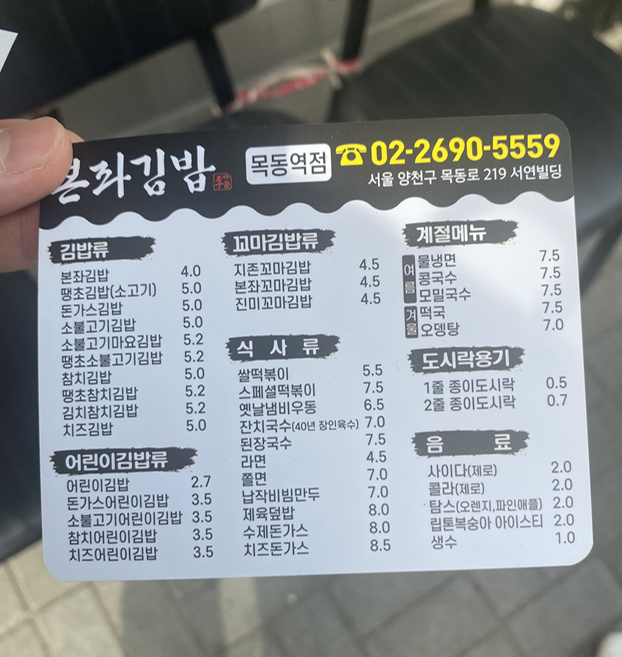 본좌김밥
목동역점
☎02-2690-5559
서울 양천구 목동로 219 서연빌딩
김밥류
본좌김밥 4.0
땡초김밥(소고기) 5.0
돈가스김밥 5.0
소불고기김밥 5.0
소불고기마요김밥 5.2
땡초소불고기김밥 5.2
참치김밥 5.0
땡초참치김밥 5.2
김치참치김밥 5.2
치즈김밥 5.0
어린이김밥류
어린이김밥 2.7
돈가스어린이김밥 3.5
소불고기어린이김밥 3.5
참치어린이김밥 3.5
치즈어린이김밥 3.5
꼬마김밥류
지존꼬마김밥 4.5
본좌꼬마김밥 4.5
진미꼬마김밥 4.5
식 사 류
쌀떡볶이 5.5
스페셜떡볶이 7.5
옛날냄비우동 6.5
잔치국수(40년 장인육수) 7.0
된장국수 7.5
라면 4.5
쫄면 7.0
납작비빔만두 7.0
제육덮밥 8.0
수제돈가스 8.0
치즈돈가스 8.5
계절메뉴
여름
물냉면 7.5
콩국수 7.5
모밀국수 7.5
겨울
떡국 7.5
오뎅탕 7.0
도시락용기
1줄 종이도시락 0.5
2줄 종이도시락 0.7
음 료
사이다(제로) 2.0
콜라(제로) 2.0
탐스(오렌지,파인애플) 2.0
립톤복숭아 아이스티 2.0
생수 1.0